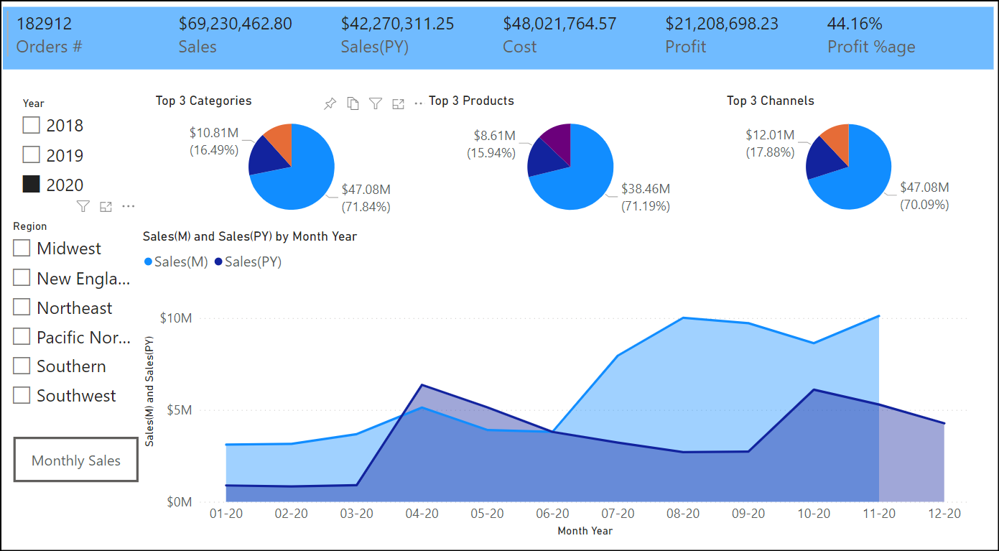 182912
Orders #
$69,230,462.80
Sales
$42,270,311.25
Sales(PY)
$48,021,764.57
Cost
$21,208,698.23
Profit
44.16%
Profit %age
Year
2018
2019
2020
Region
Midwest
New Engla...
Northeast
Pacific Nor...
Southern
Southwest
Monthly Sales
Top 3 Categories
$10.81M
(16.49%)
$47.08M
(71.84%)
Top 3 Products
$8.61M
(15.94%)
$38.46M
(71.19%)
Top 3 Channels
$12.01M
(17.88%)
$47.08M
(70.09%)
Sales(M) and Sales(PY) by Month Year
Sales(M) Sales(PY)
Sales(M) and Sales(PY)
$10M
$5M
$0M
01-20 02-20 03-20 04-20 05-20 06-20 07-20 08-20 09-20 10-20 11-20 12-20
Month Year